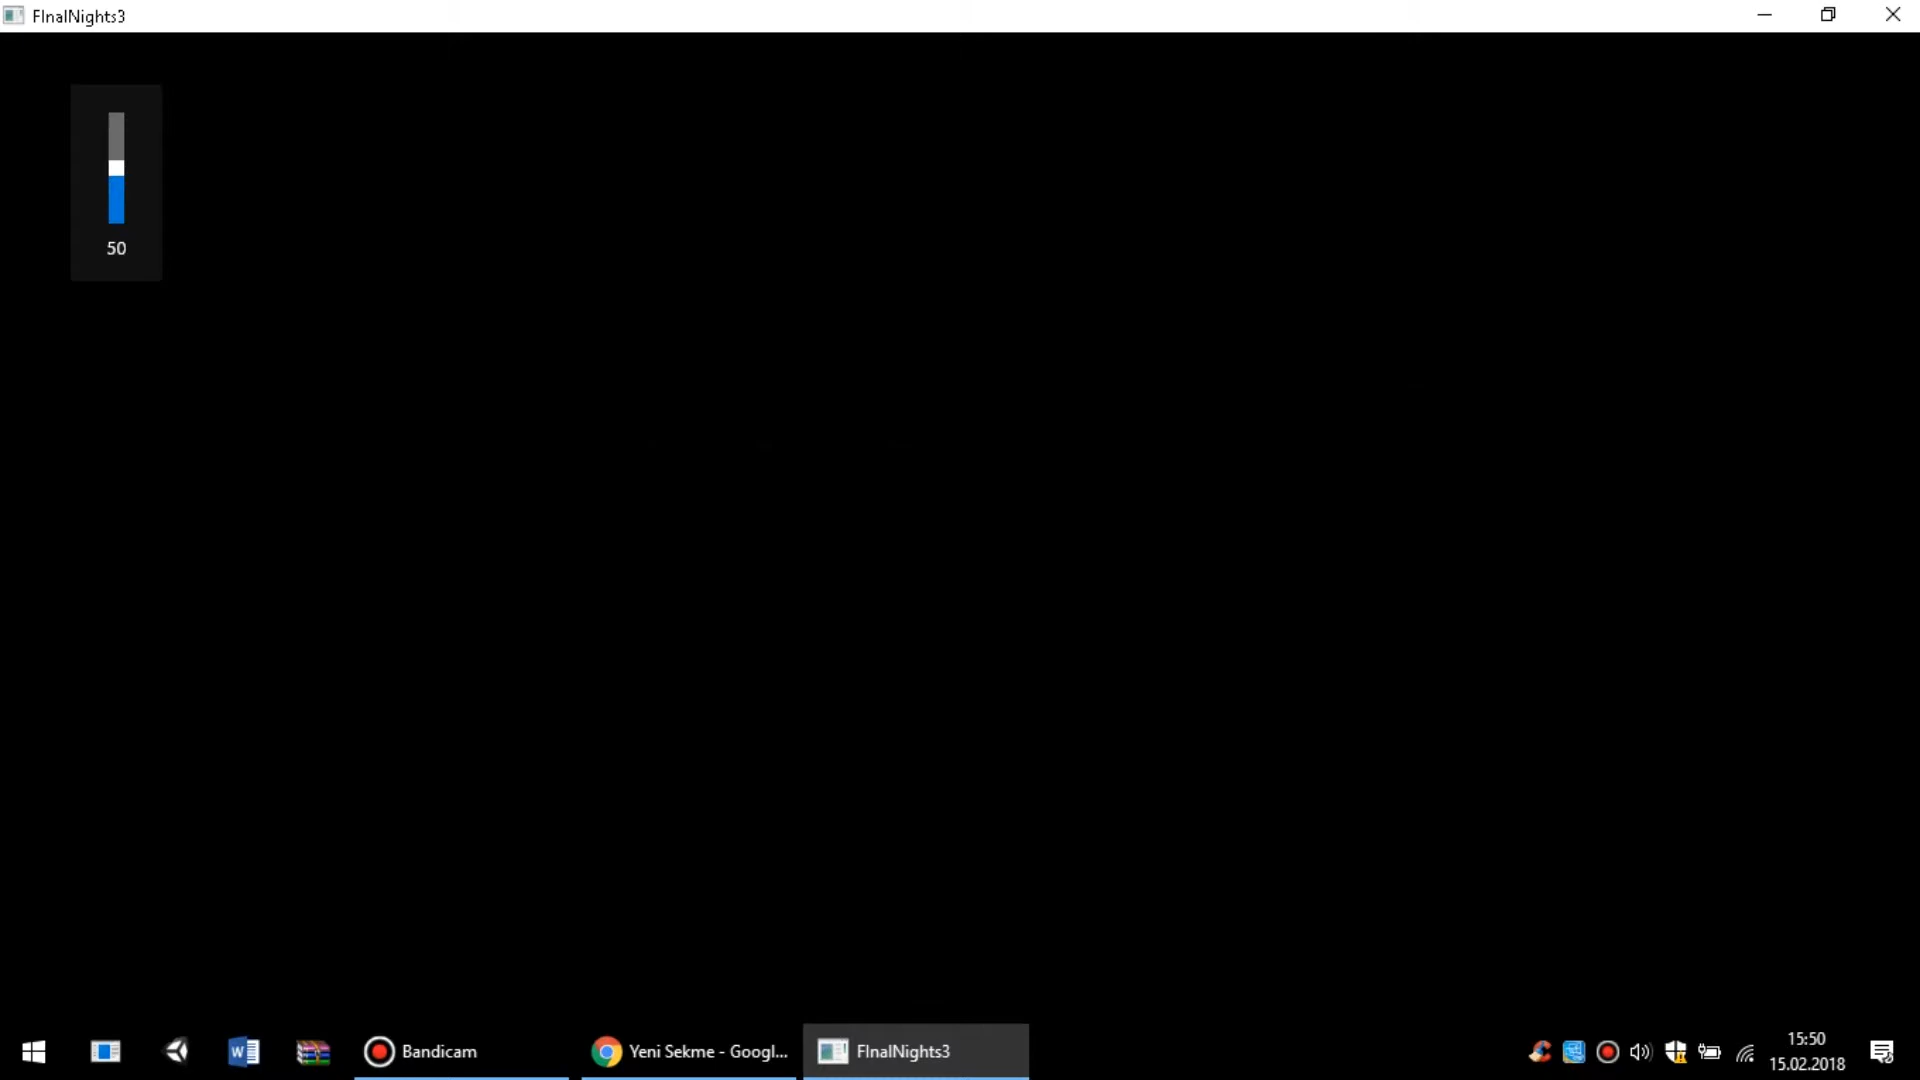 FInalNights3
50
Bandicam
Yeni Sekme - Googl...
FInalNights3
15:50
15.02.2018